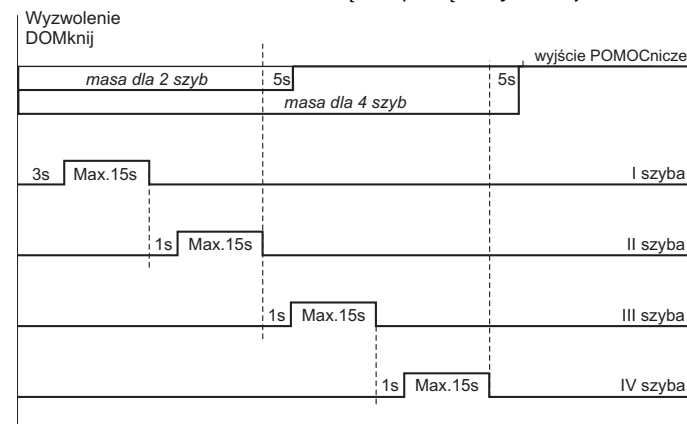 Wyzwolenie
DOMknij
wyjście POMOCnicze
masa dla 2 szyb 5s 5s
masa dla 4 szyb
3s Max.15s I szyba
1s Max.15s II szyba
1s Max.15s III szyba
1s Max.15s IV szyba